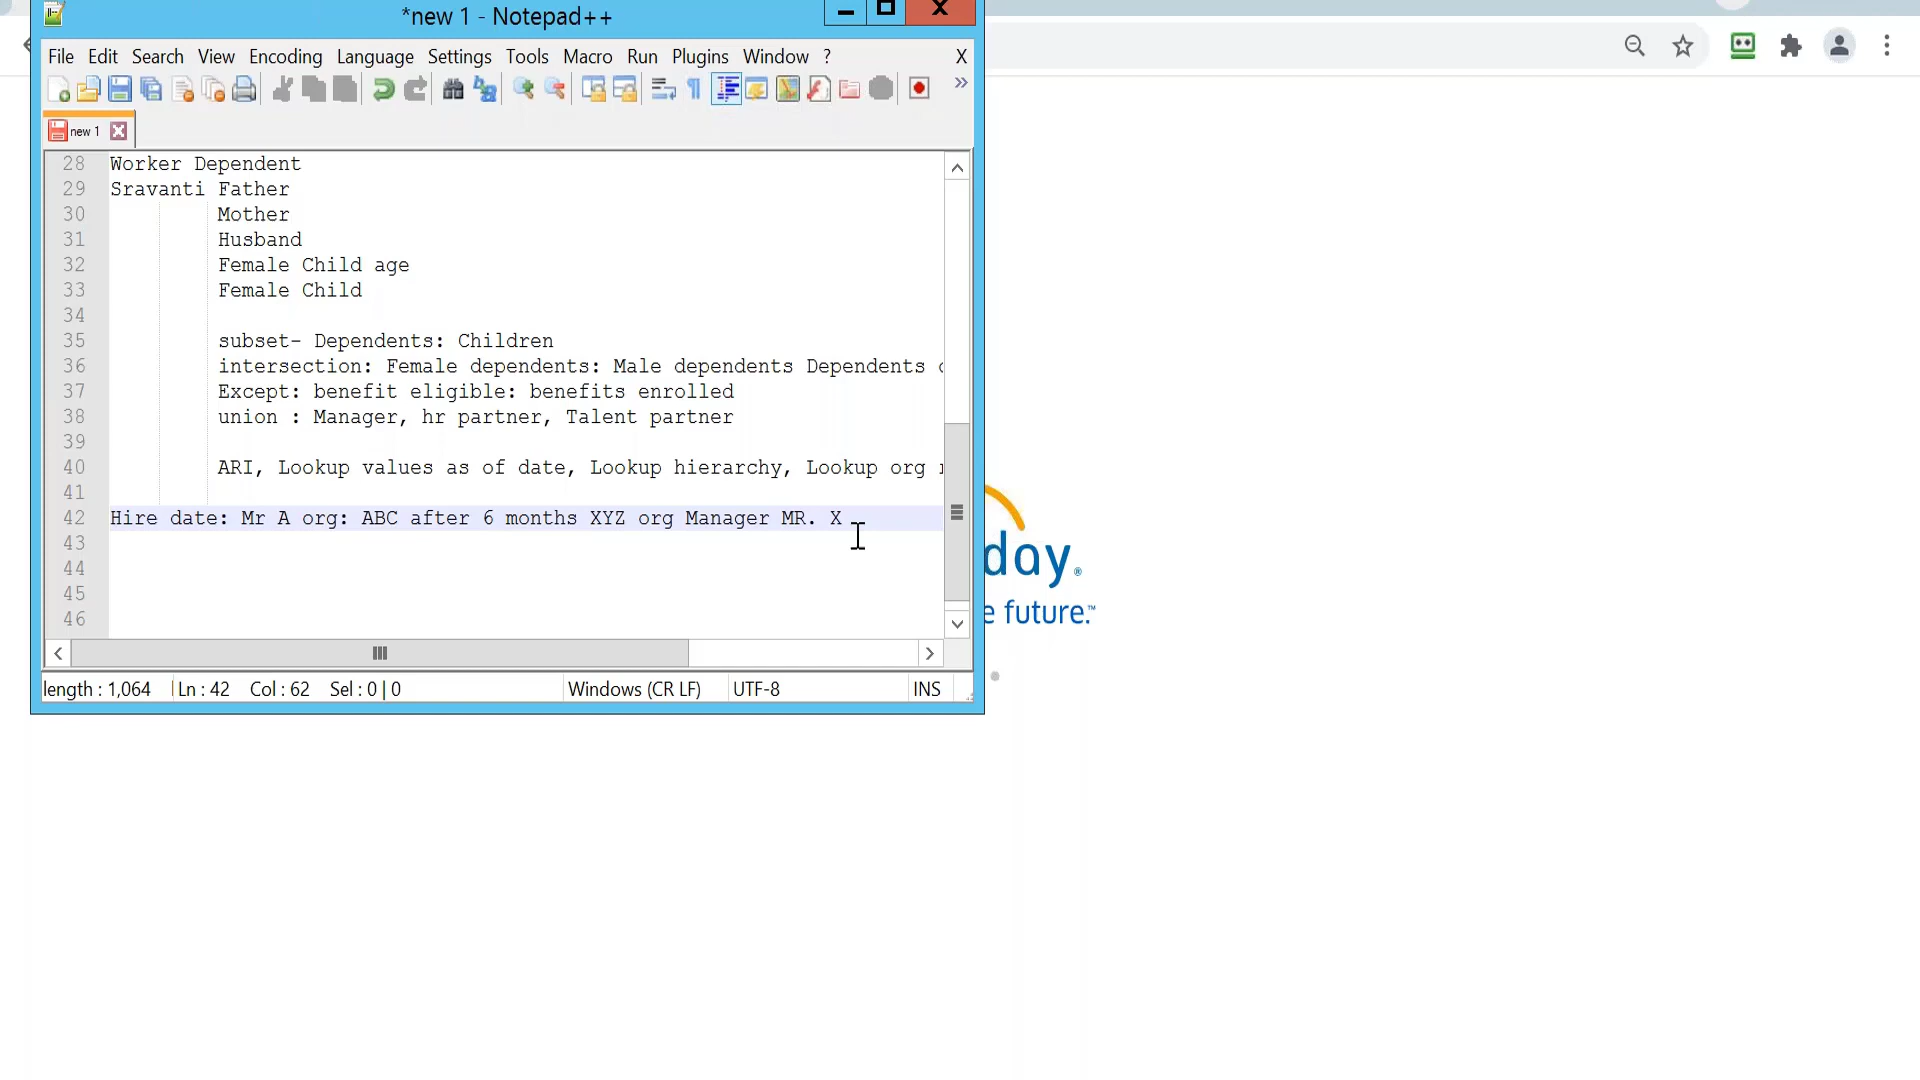 *new 1 - Notepad++
X
File Edit Search View Encoding Language Settings Tools Macro Run Plugins Window ? X
»
new 1
28 Worker Dependent
29 Sravanti Father
30 Mother
31 Husband
32 Female Child age
33 Female Child
34
35 subset- Dependents: Children
36 intersection: Female dependents: Male dependents Dependents
37 Except: benefit eligible: benefits enrolled
38 union : Manager, hr partner, Talent partner
39
40 ARI, Lookup values as of date, Lookup hierarchy, Lookup org
41
42 Hire date: Mr A org: ABC after 6 months XYZ org Manager MR. X
43
44
45
46
length : 1,064 Ln : 42 Col : 62 Sel : 0 | 0 Windows (CR LF) UTF-8 INS
day.®
e future.™